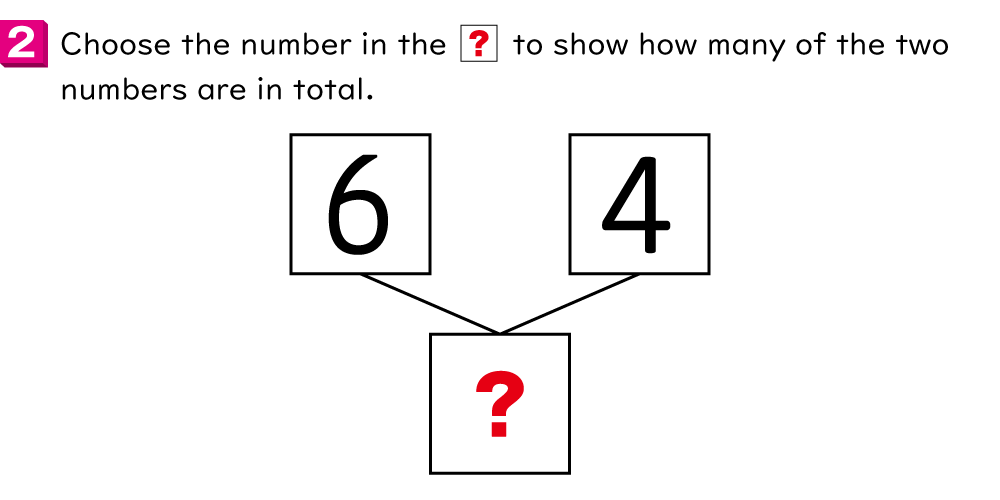 2 Choose the number in the ? to show how many of the two
numbers are in total.
6 4
?